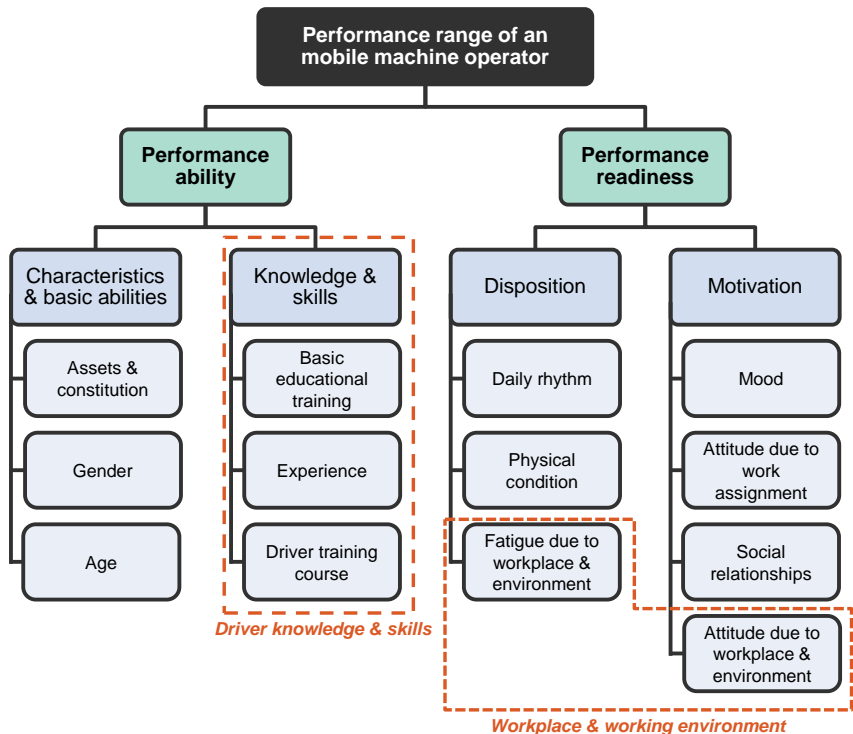 Performance range of an
mobile machine operator
Performance
ability
Performance
readiness
Characteristics
& basic abilities
Knowledge &
skills
Disposition
Motivation
Assets &
constitution
Basic
educational
training
Daily rhythm
Mood
Gender
Experience
Physical
condition
Attitude due to
work
assignment
Age
Driver training
course
Fatigue due to
workplace &
environment
Social
relationships
Driver knowledge & skills
Attitude due to
workplace &
environment
Workplace & working environment